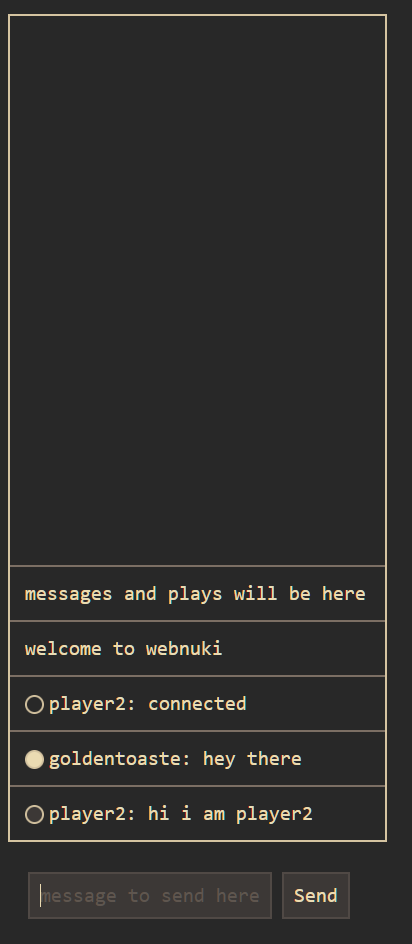 messages and plays will be here
welcome to webnuki
player2: connected
goldentoaste: hey there
player2: hi i am player2
message to send here
Send